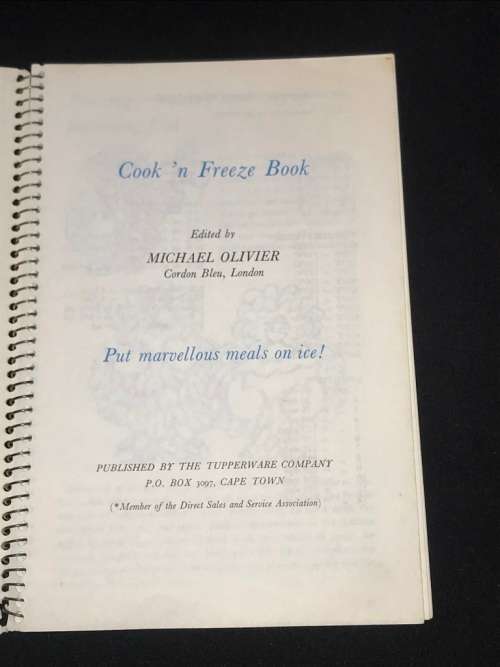 Cook 'n Freeze Book
Edited by
MICHAEL OLIVIER
Cordon Bleu, London
Put marvellous meals on ice!
PUBLISHED BY THE TUPPERWARE COMPANY
P.O. BOX 3097, CAPE TOWN
(*Member of the Direct Sales and Service Association)